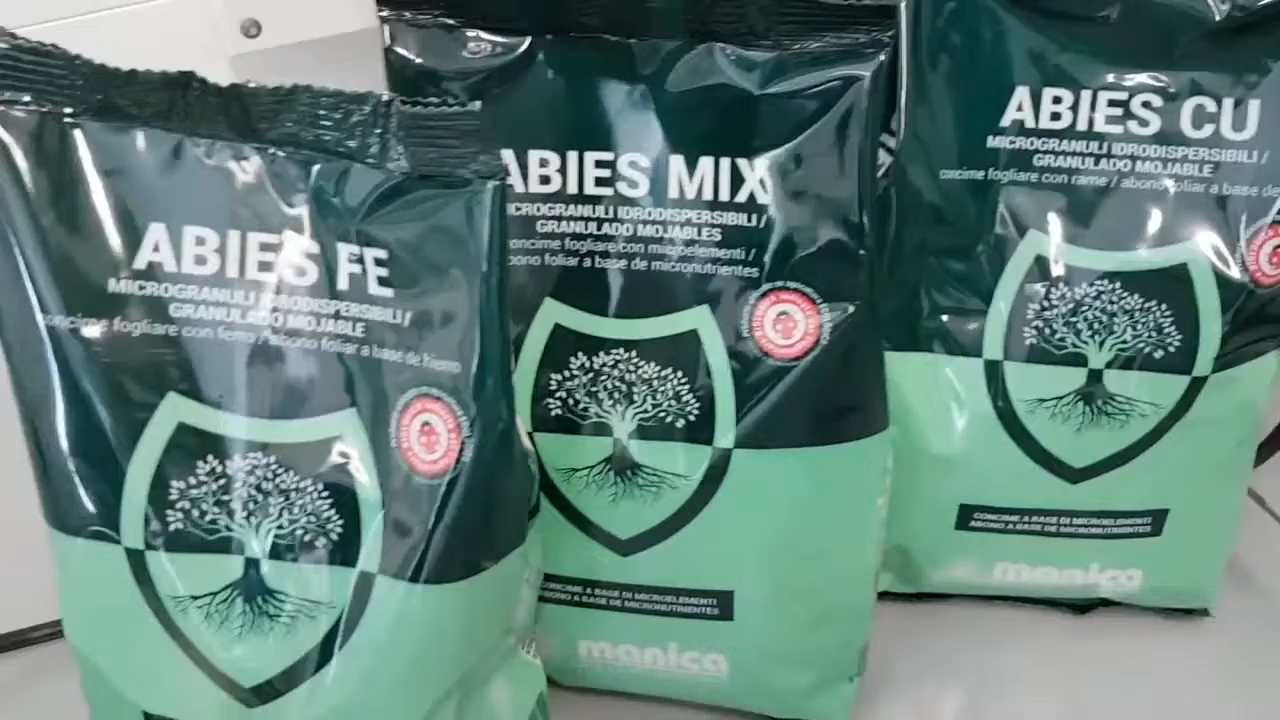 ABIES FE
MICROGRANULI IDRODISPERSIBILI /
GRANULADO MOJABLE
concime fogliare con ferro / abono foliar a base de hierro
ABIES MIX
MICROGRANULI IDRODISPERSIBILI /
GRANULADO MOJABLES
concime fogliare con microelementi /
abono foliar a base de micronutrientes
CONCIME A BASE DI MICROELEMENTI
ABONO A BASE DE MICRONUTRIENTES
manica
ABIES CU
MICROGRANULI IDRODISPERSIBILI /
GRANULADO MOJABLE
concime fogliare con rame / abono foliar a base de
CONCIME A BASE DI MICROELEMENTI
ABONO A BASE DE MICRONUTRIENTES
manica